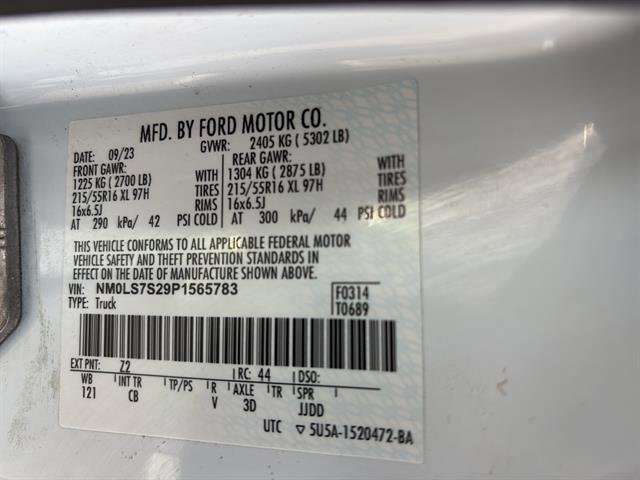 MFD. BY FORD MOTOR CO.
DATE: 09/23 GVWR: 2405 KG ( 5302 LB)
FRONT GAWR: REAR GAWR:
1225 KG ( 2700 LB) WITH 1304 KG ( 2875 LB) WITH
215/55R16 XL 97H TIRES 215/55R16 XL 97H TIRES
16x6.5J RIMS 16x6.5J RIMS
AT 290 kPa/ 42 PSI COLD AT 300 kPa/ 44 PSI COLD
THIS VEHICLE CONFORMS TO ALL APPLICABLE FEDERAL MOTOR
VEHICLE SAFETY AND THEFT PREVENTION STANDARDS IN
EFFECT ON THE DATE OF MANUFACTURE SHOWN ABOVE.
VIN: NM0LS7S29P1565783 F0314
TYPE: Truck T0689
EXT PNT: Z2 RC: 44 DSO:
WB INT TR TP/PS R AXLE TR SPR
121 CB V 3D JJDD
UTC ▽ 5U5A-1520472-BA